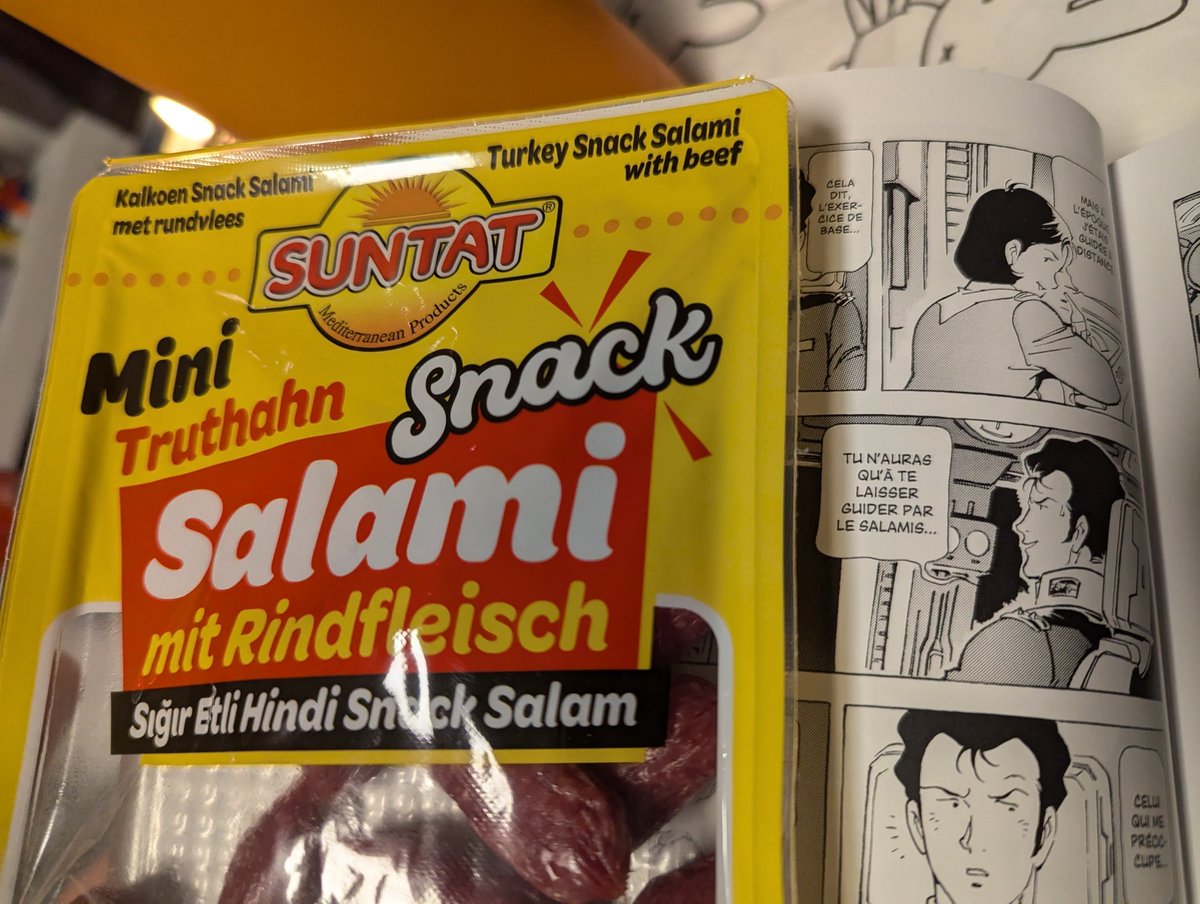 Kalkoen Snack Salami
met rundvlees
Turkey Snack Salami
with beef
SUNTAT®
Mediterranean Products
Mini
Truthahn
Snack
Salami
mit Rindfleisch
Sığır Etli Hindi Snack Salam
CELA
DIT,
L'EXER-
CICE DE
BASE...
MAIS À
L'ÉPOQUE
J'ÉTAIS
GUIDÉE À
DISTANCE
TU N'AURAS
QU'À TE
LAISSER
GUIDER PAR
LE SALAMIS...
CELUI
QUI ME
PRÉOC-
CUPE...